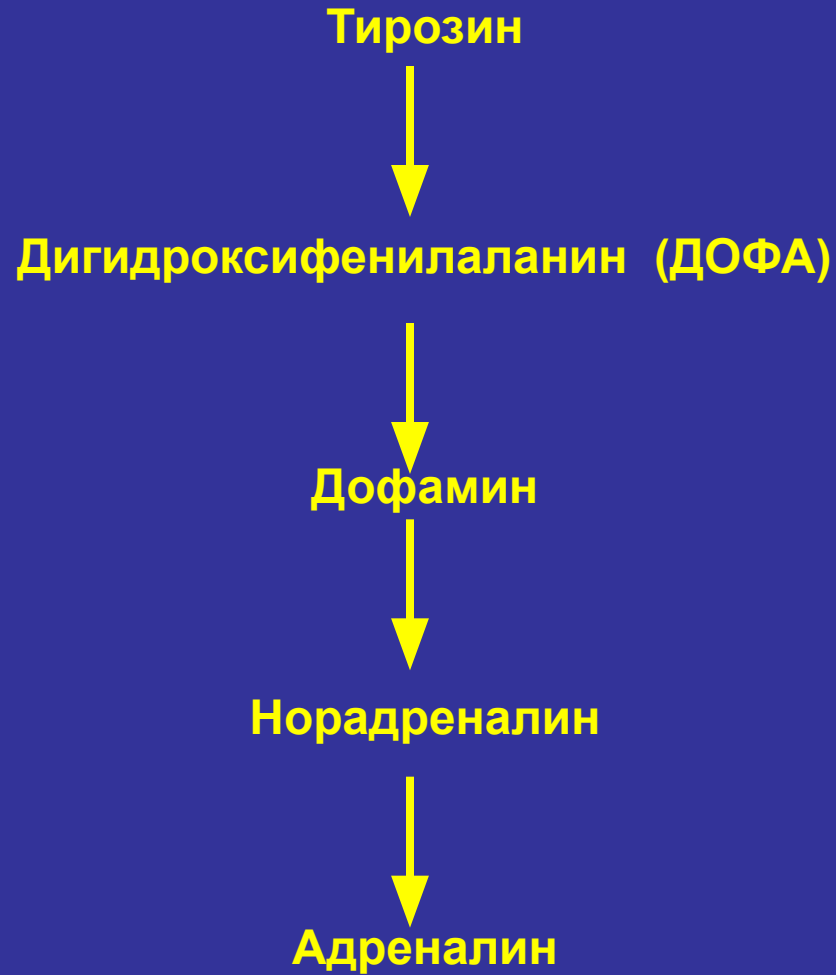 Тирозин
Дигидроксифенилаланин (ДОФА)
Дофамин
Норадреналин
Адреналин